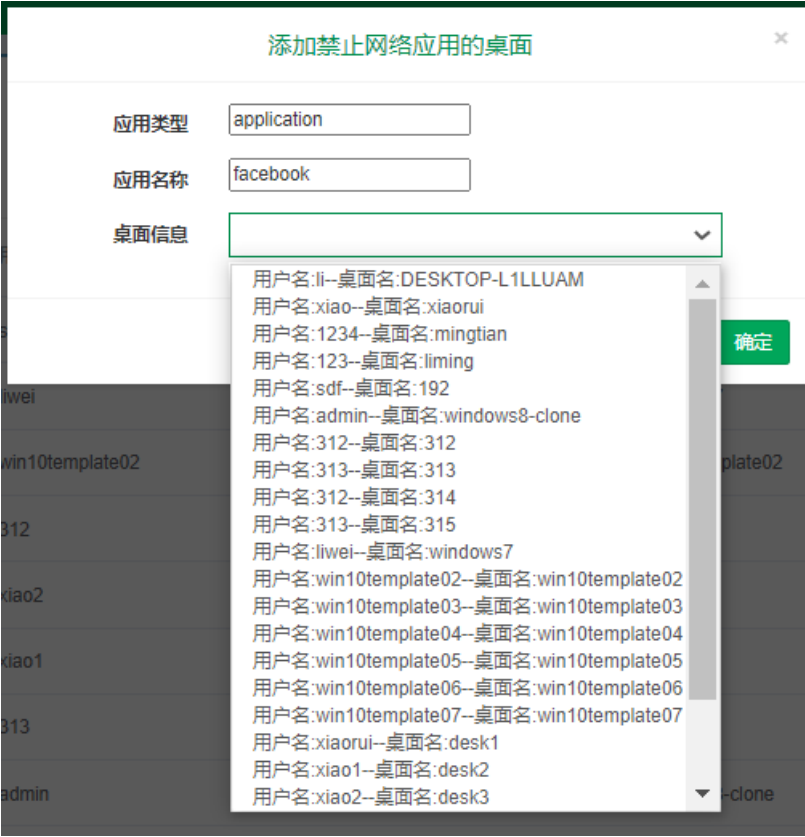 添加禁止网络应用的桌面
×
应用类型 application
应用名称 facebook
桌面信息
用户名:li--桌面名:DESKTOP-L1LLUAM
用户名:xiao--桌面名:xiaorui
用户名:1234--桌面名:mingtian
用户名:123--桌面名:liming
用户名:sdf--桌面名:192
用户名:admin--桌面名:windows8-clone
用户名:312--桌面名:312
用户名:313--桌面名:313
用户名:312--桌面名:314
用户名:313--桌面名:315
用户名:liwei--桌面名:windows7
用户名:win10template02--桌面名:win10template02
用户名:win10template03--桌面名:win10template03
用户名:win10template04--桌面名:win10template04
用户名:win10template05--桌面名:win10template05
用户名:win10template06--桌面名:win10template06
用户名:win10template07--桌面名:win10template07
用户名:xiaorui--桌面名:desk1
用户名:xiao1--桌面名:desk2
用户名:xiao2--桌面名:desk3
确定
liwei
win10template02 plate02
312
xiao2
xiao1
313
admin -clone